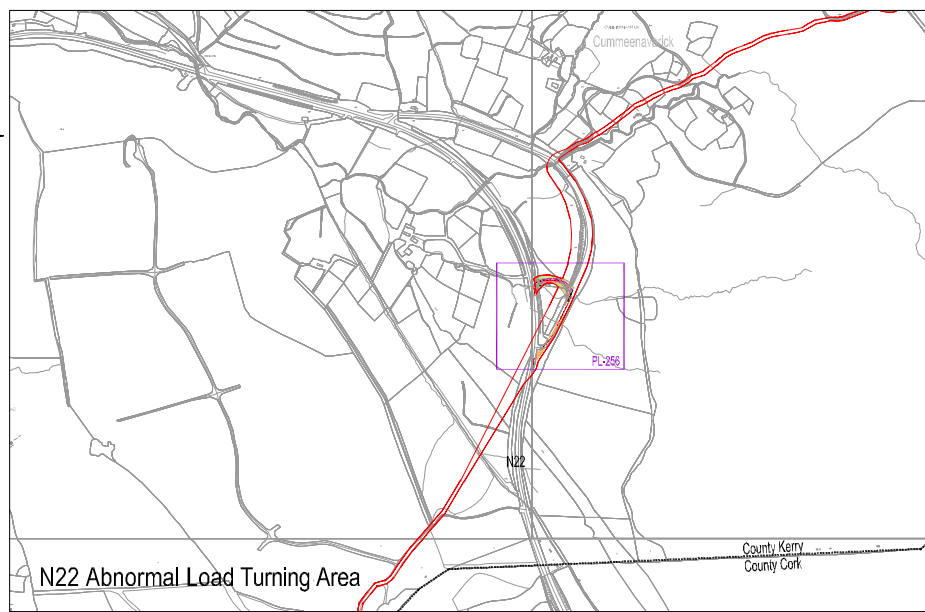 Cummeenavrick
PL-256
N22
County Kerry
County Cork
N22 Abnormal Load Turning Area